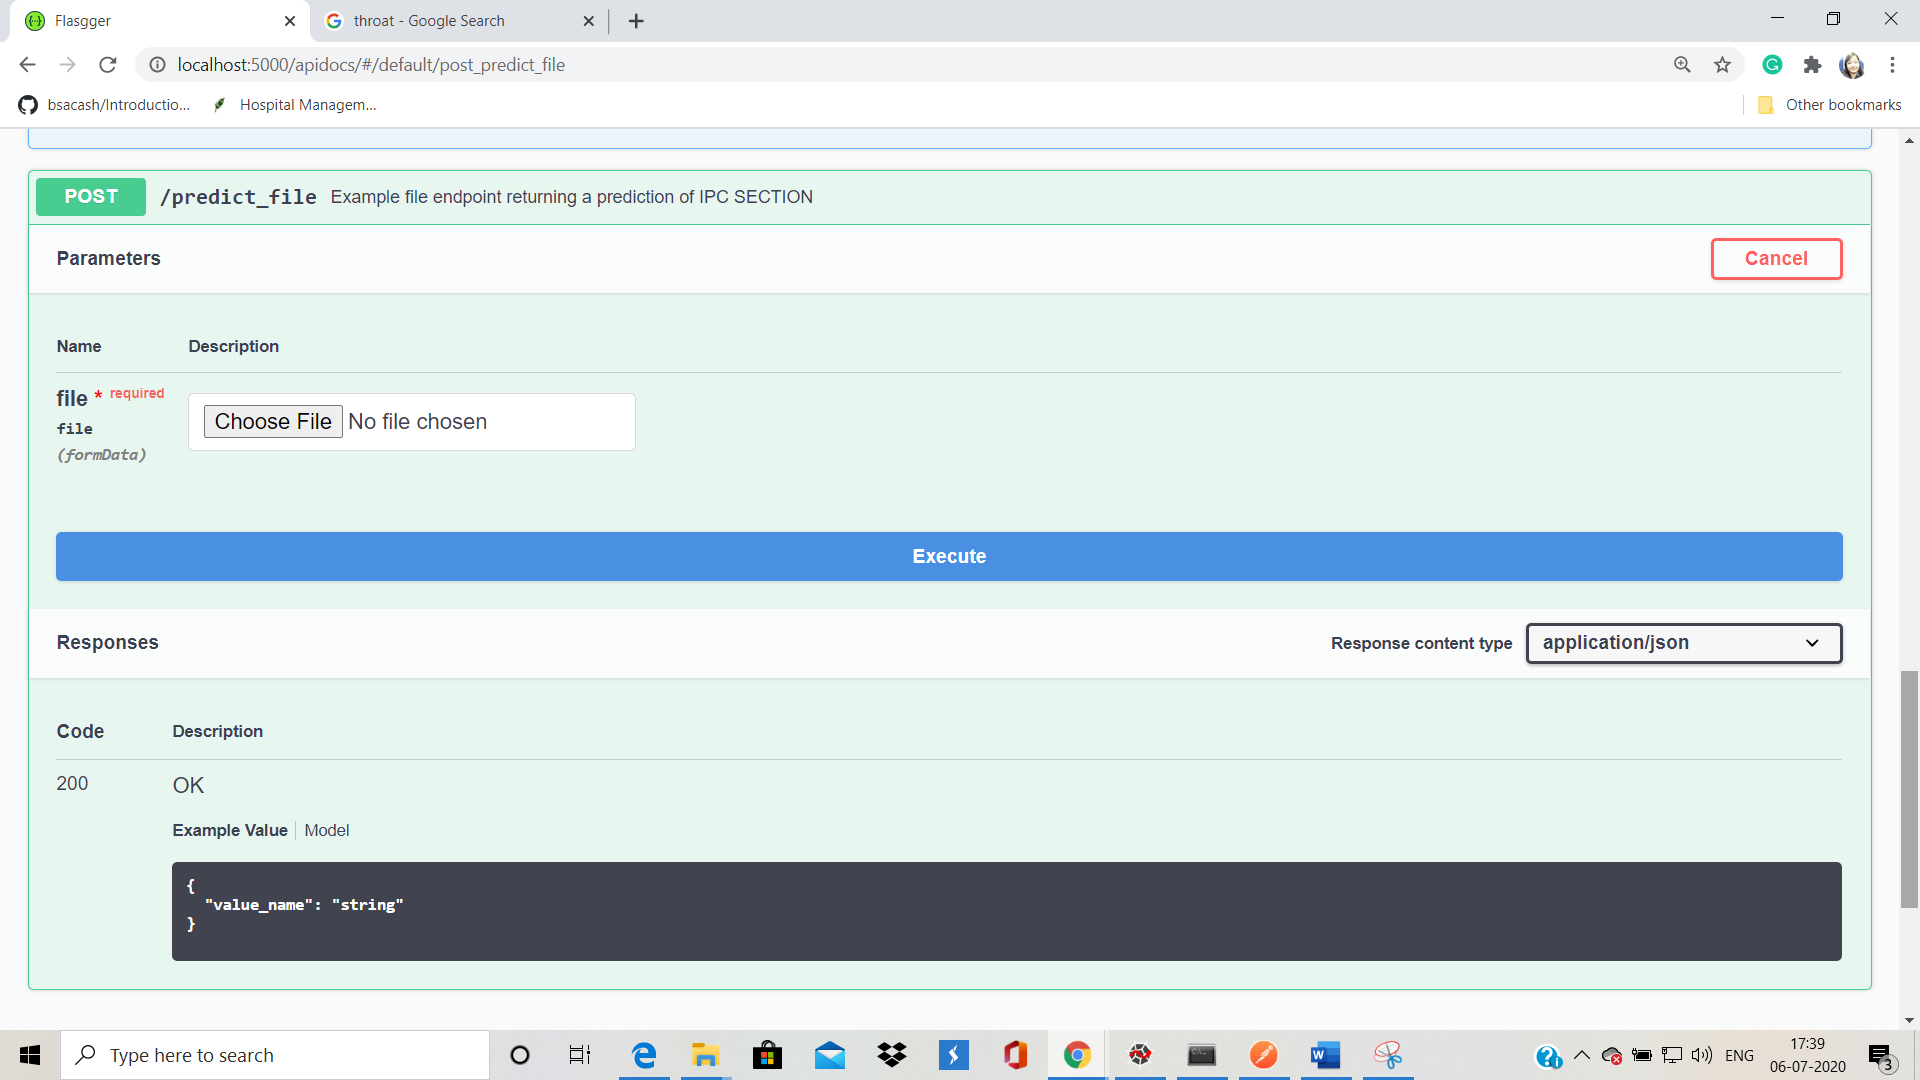 Flasgger
throat - Google Search
localhost:5000/apidocs/#/default/post_predict_file
bsacash/Introductio...
Hospital Managem...
Other bookmarks
POST /predict_file Example file endpoint returning a prediction of IPC SECTION
Parameters
Cancel
Name Description
file * required
file
(formData)
Choose File No file chosen
Execute
Responses
Response content type application/json
Code Description
200 OK
Example Value Model
{
"value_name": "string"
}
Type here to search
ENG
17:39
06-07-2020
3